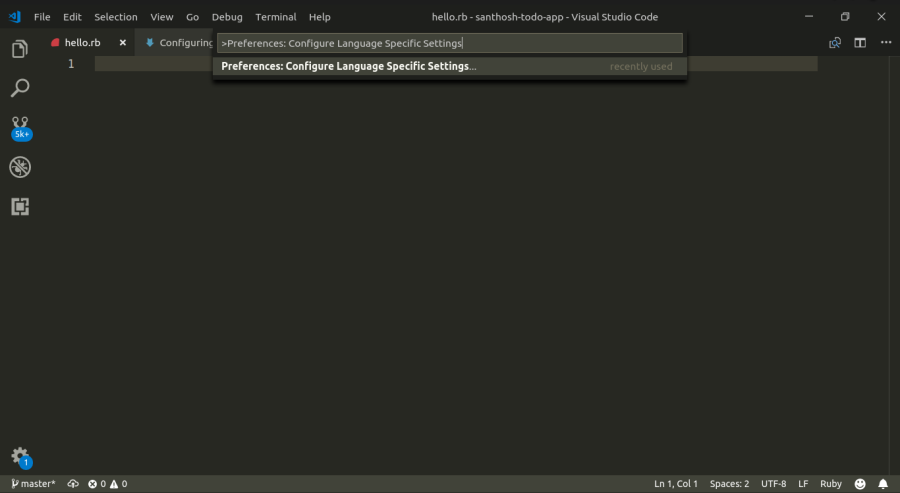 File Edit Selection View Go Debug Terminal Help hello.rb - santhosh-todo-app - Visual Studio Code
hello.rb Configuring
>Preferences: Configure Language Specific Settings
Preferences: Configure Language Specific Settings... recently used
1
5k+
1
master* 0 0 Ln 1, Col 1 Spaces: 2 UTF-8 LF Ruby